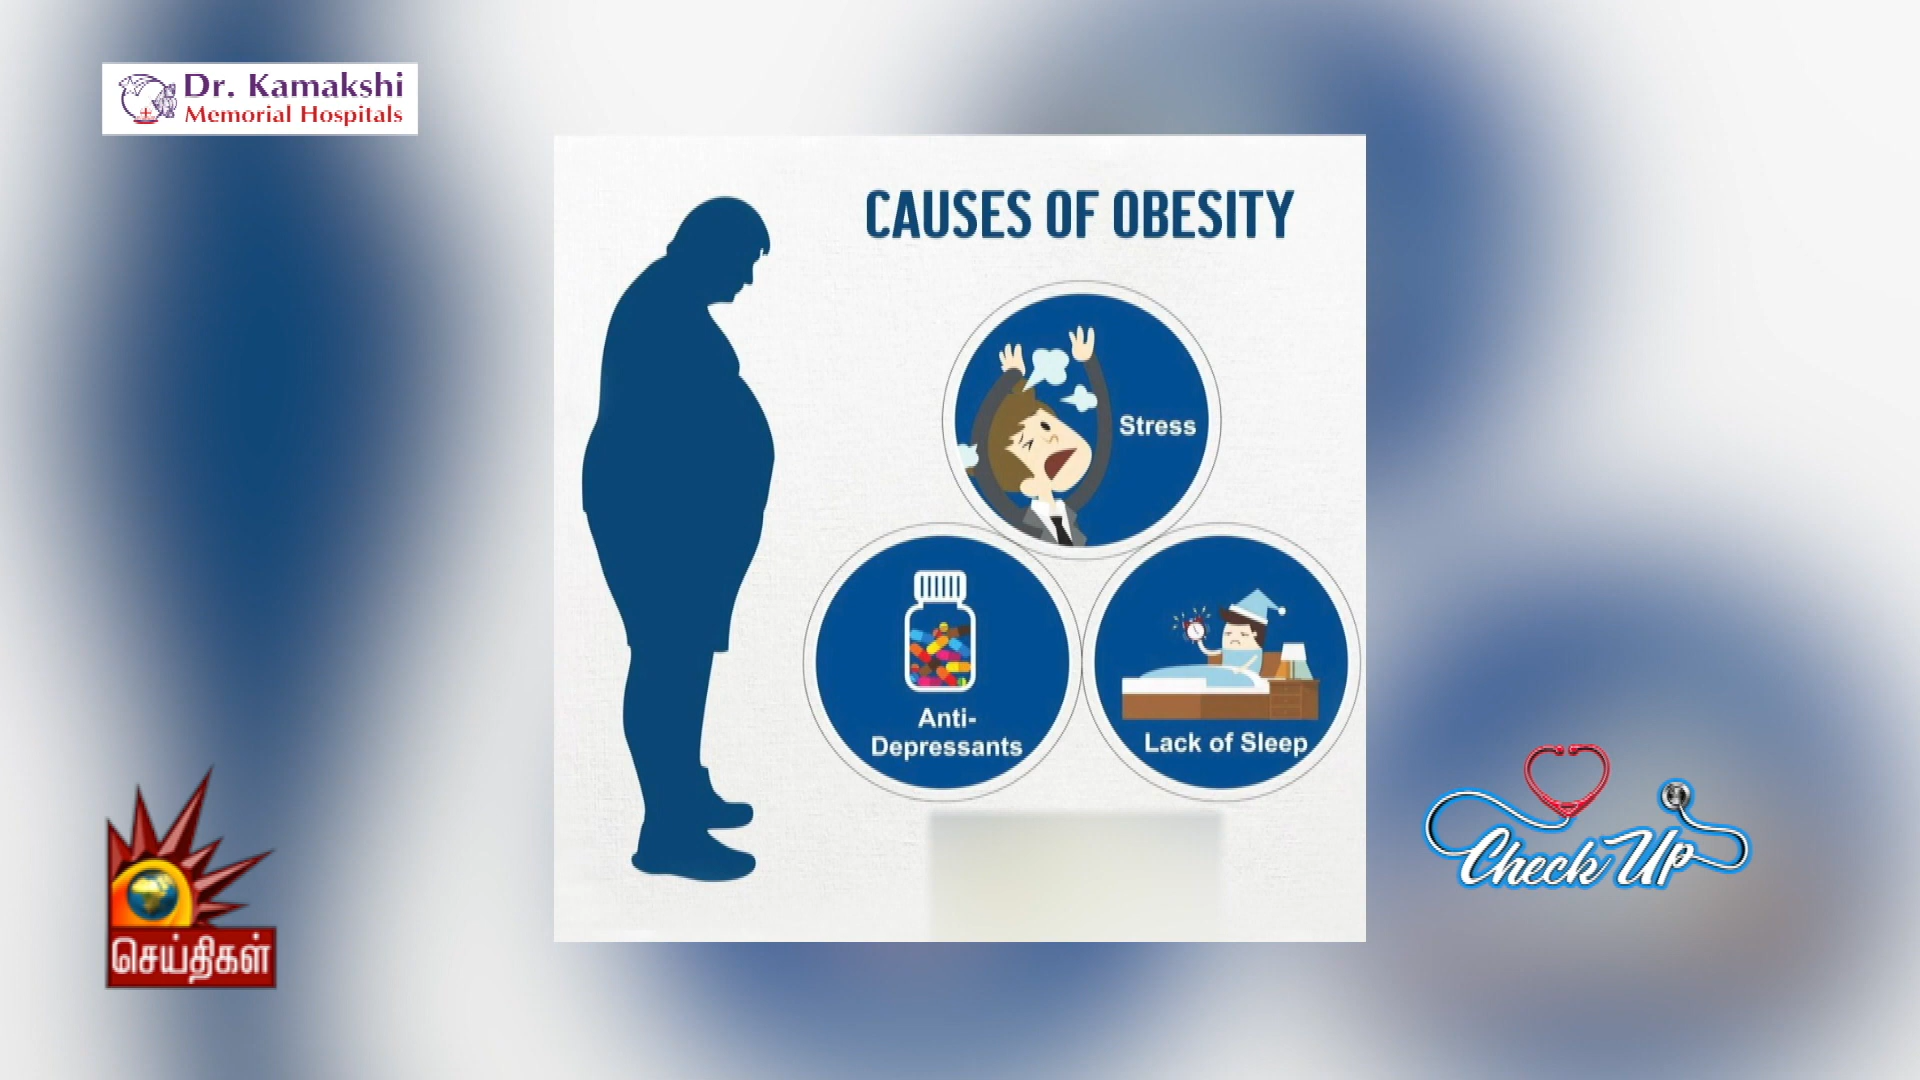 Dr. Kamakshi
Memorial Hospitals
CAUSES OF OBESITY
Stress
Anti-
Depressants
Lack of Sleep
Check Up
செய்திகள்